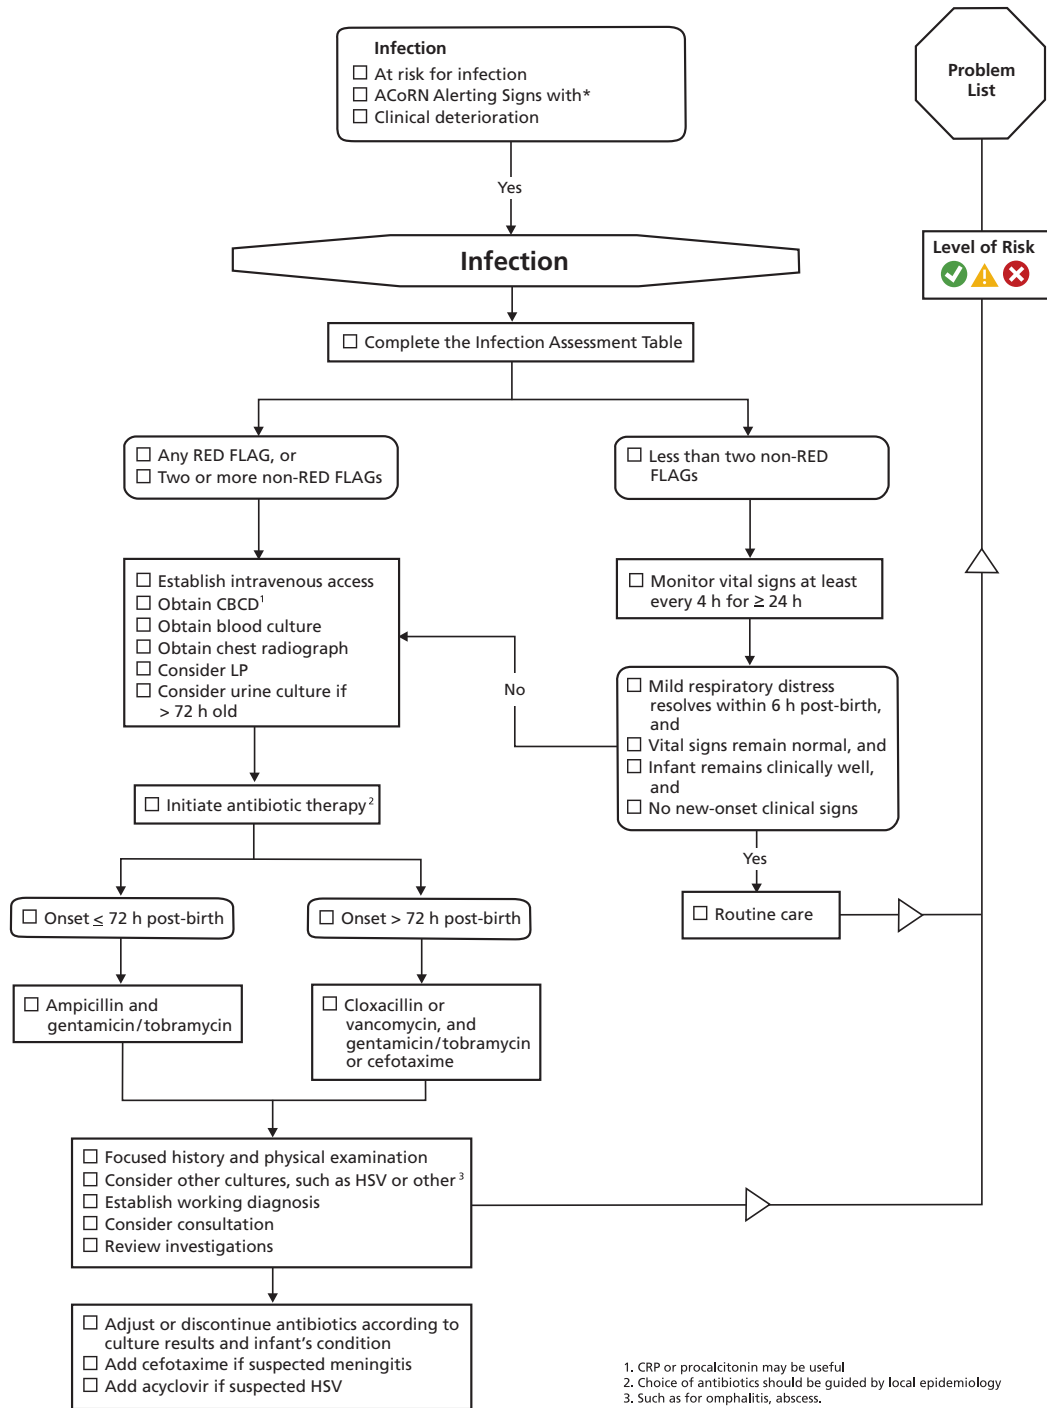 Infection
☐ At risk for infection
☐ ACoRN Alerting Signs with*
☐ Clinical deterioration
Problem
List
Yes
Level of Risk
Infection
☐ Complete the Infection Assessment Table
☐ Any RED FLAG, or
☐ Two or more non-RED FLAGs
☐ Less than two non-RED
FLAGs
☐ Establish intravenous access
☐ Obtain CBCD1
☐ Obtain blood culture
☐ Obtain chest radiograph
☐ Consider LP
☐ Consider urine culture if
> 72 h old
☐ Monitor vital signs at least
every 4 h for ≥ 24 h
No
☐ Mild respiratory distress
resolves within 6 h post-birth,
and
☐ Vital signs remain normal, and
☐ Infant remains clinically well,
and
☐ No new-onset clinical signs
☐ Initiate antibiotic therapy2
Yes
☐ Onset ≤ 72 h post-birth
☐ Onset > 72 h post-birth
☐ Routine care
☐ Ampicillin and
gentamicin/tobramycin
☐ Cloxacillin or
vancomycin, and
gentamicin/tobramycin
or cefotaxime
☐ Focused history and physical examination
☐ Consider other cultures, such as HSV or other3
☐ Establish working diagnosis
☐ Consider consultation
☐ Review investigations
☐ Adjust or discontinue antibiotics according to
culture results and infant's condition
☐ Add cefotaxime if suspected meningitis
☐ Add acyclovir if suspected HSV
1. CRP or procalcitonin may be useful
2. Choice of antibiotics should be guided by local epidemiology
3. Such as for omphalitis, abscess.